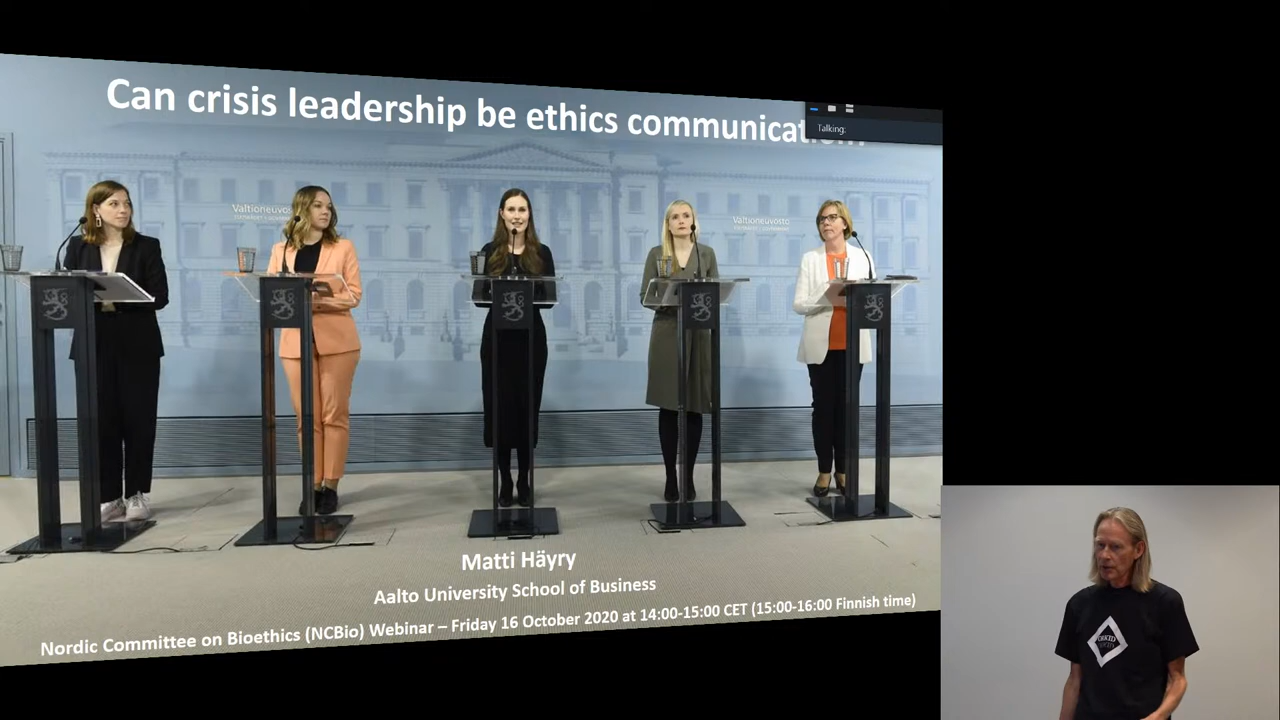 Can crisis leadership be ethics communicat
Talking:
Valtioneuvosto
Valtioneuvosto
Matti Häyry
Aalto University School of Business
Nordic Committee on Bioethics (NCBio) Webinar – Friday 16 October 2020 at 14:00-15:00 CET (15:00-16:00 Finnish time)